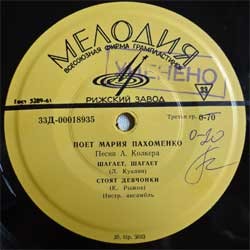 МЕЛОДИЯ
ВСЕСОЮЗНАЯ ФИРМА ГРАМПЛАСТИНОК
УЦЕНЕНО
РИЖСКИЙ ЗАВОД
Гост 5289-61
33Д-00018935
Третья гр. 0-70
0-20
ПОЕТ МАРИЯ ПАХОМЕНКО
Песни А. Колкера
ШАГАЕТ, ШАГАЕТ
(Л. Куклин)
СТОЯТ ДЕВЧОНКИ
(К. Рыжов)
Инстр. ансамбль